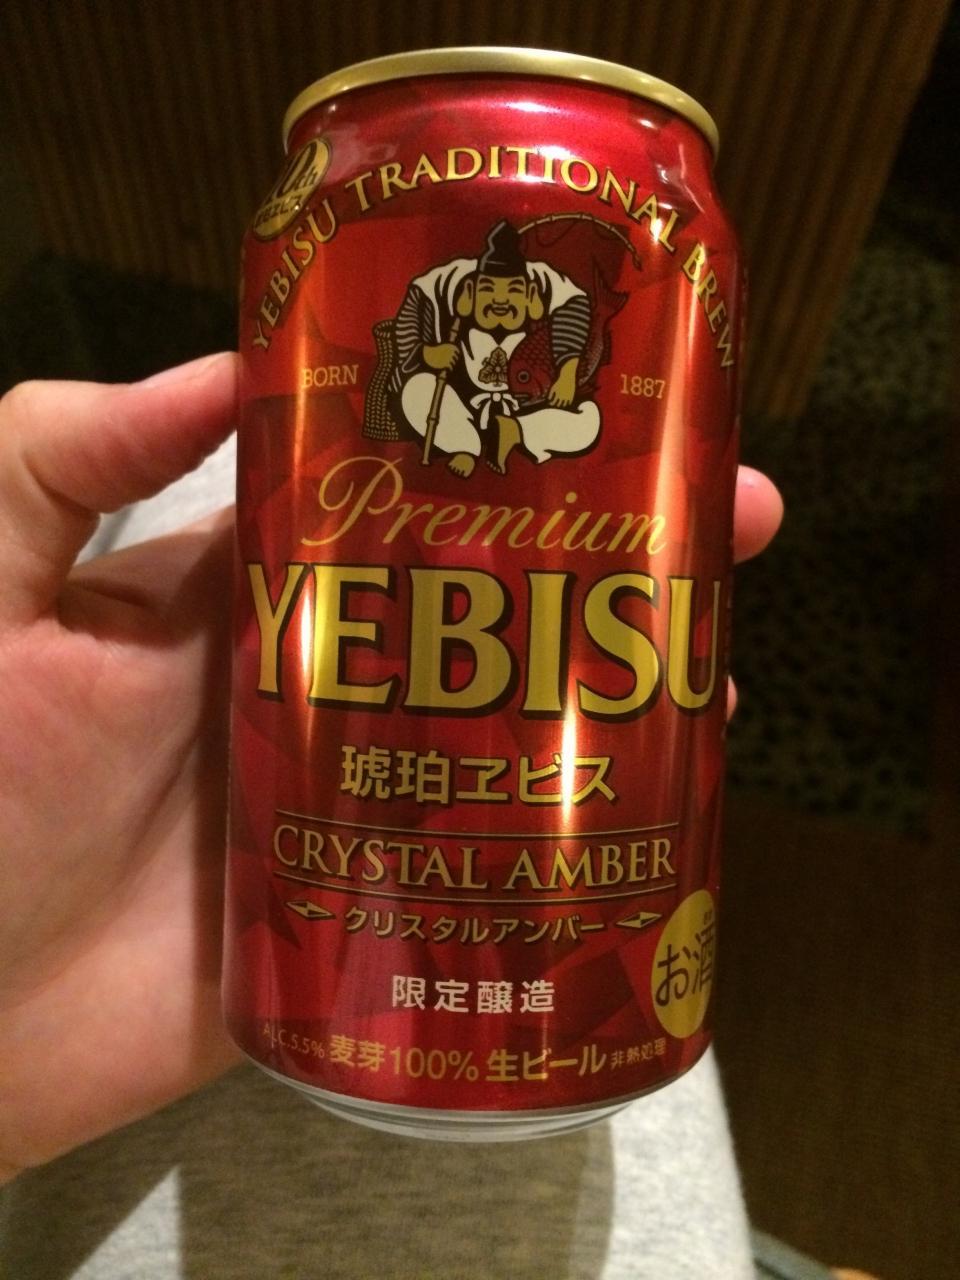 YEBISU TRADITIONAL BREW
BORN 1887
Premium
YEBISU
琥珀ヱビス
CRYSTAL AMBER
クリスタルアンバー
お酒
限定醸造
ALC.5.5% 麦芽100% 生ビール 非熱処理